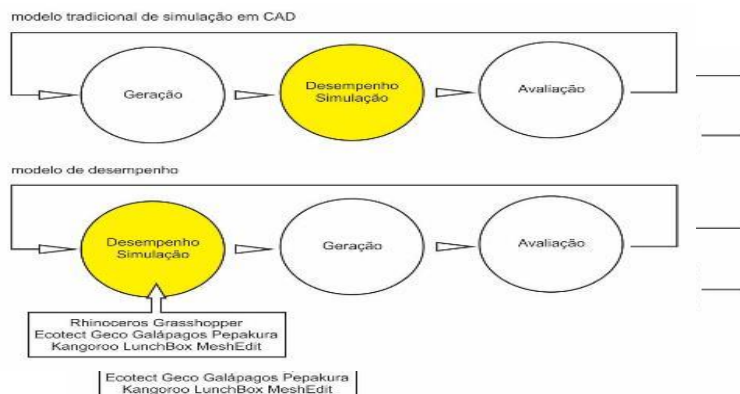 modelo tradicional de simulação em CAD
Geração
Desempenho
Simulação
Avaliação
modelo de desempenho
Desempenho
Simulação
Geração
Avaliação
Rhinoceros Grasshopper
Ecotect Geco Galápagos Pepakura
Kangoroo LunchBox MeshEdit
Ecotect Geco Galápagos Pepakura
Kangoroo LunchBox MeshEdit